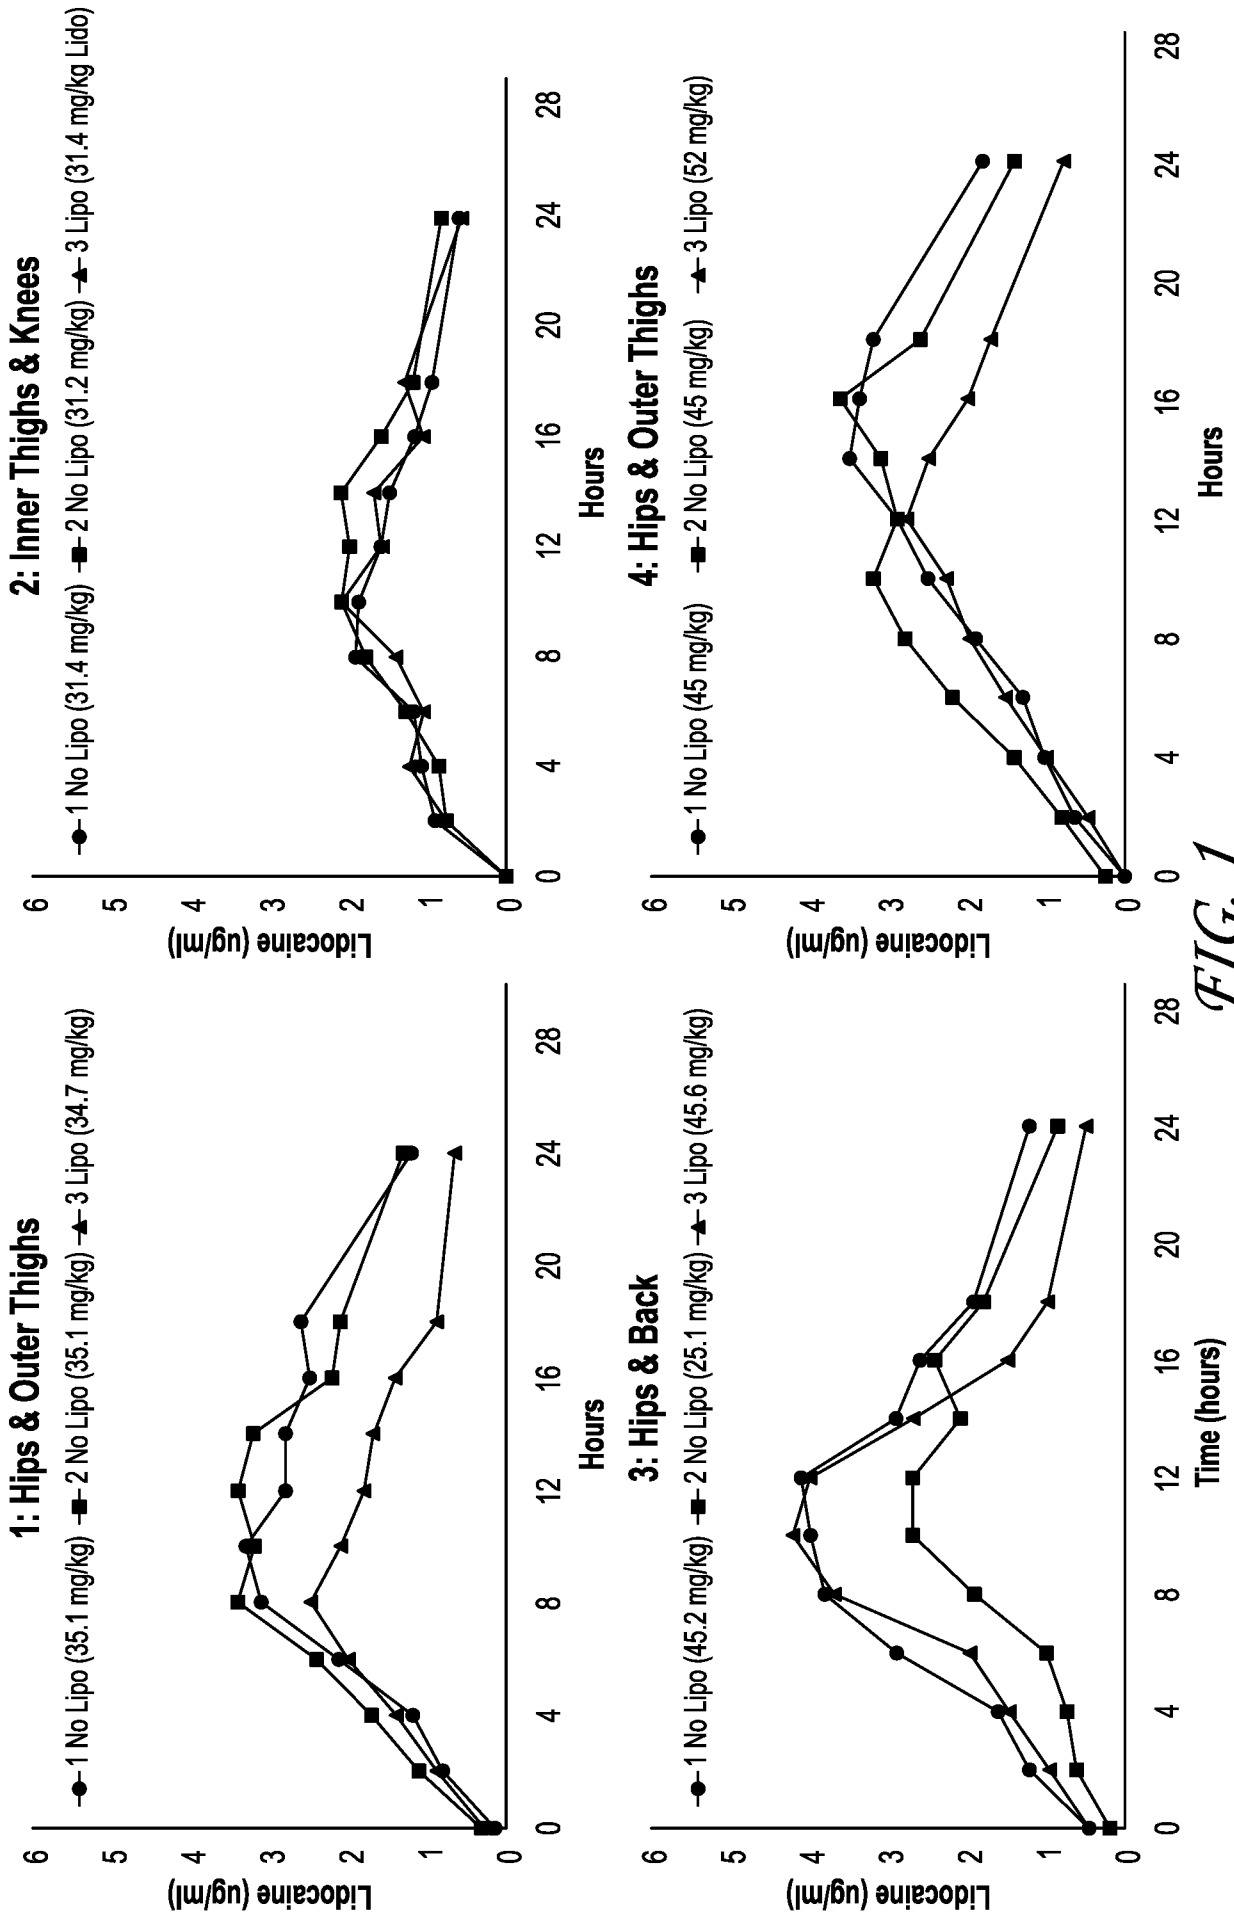 1: Hips & Outer Thighs
1 No Lipo (35.1 mg/kg) 2 No Lipo (35.1 mg/kg) 3 Lipo (34.7 mg/kg)
Lidocaine (ug/ml)
6
5
4
3
2
1
0
0 4 8 12 16 20 24 28
Hours
2: Inner Thighs & Knees
1 No Lipo (31.4 mg/kg) 2 No Lipo (31.2 mg/kg) 3 Lipo (31.4 mg/kg Lido)
Lidocaine (ug/ml)
6
5
4
3
2
1
0
0 4 8 12 16 20 24 28
Hours
3: Hips & Back
1 No Lipo (45.2 mg/kg) 2 No Lipo (25.1 mg/kg) 3 Lipo (45.6 mg/kg)
Lidocaine (ug/ml)
6
5
4
3
2
1
0
0 4 8 12 16 20 24 28
Time (hours)
4: Hips & Outer Thighs
1 No Lipo (45 mg/kg) 2 No Lipo (45 mg/kg) 3 Lipo (52 mg/kg)
Lidocaine (ug/ml)
6
5
4
3
2
1
0
0 4 8 12 16 20 24 28
Hours
FIG. 1